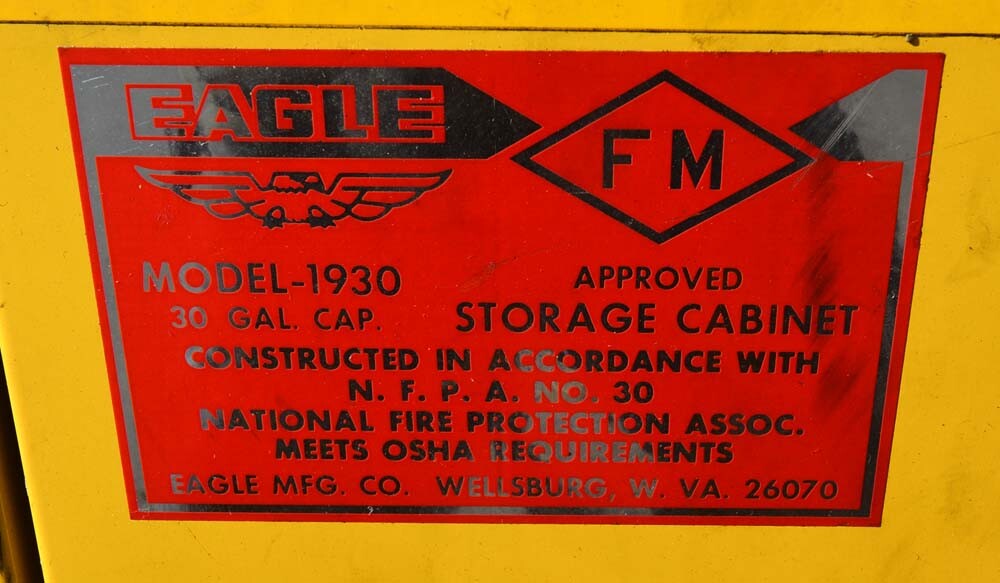 EAGLE
FM
MODEL-1930
30 GAL. CAP.
APPROVED
STORAGE CABINET
CONSTRUCTED IN ACCORDANCE WITH
N. F. P. A. NO. 30
NATIONAL FIRE PROTECTION ASSOC.
MEETS OSHA REQUIREMENTS
EAGLE MFG. CO. WELLSBURG, W. VA. 26070